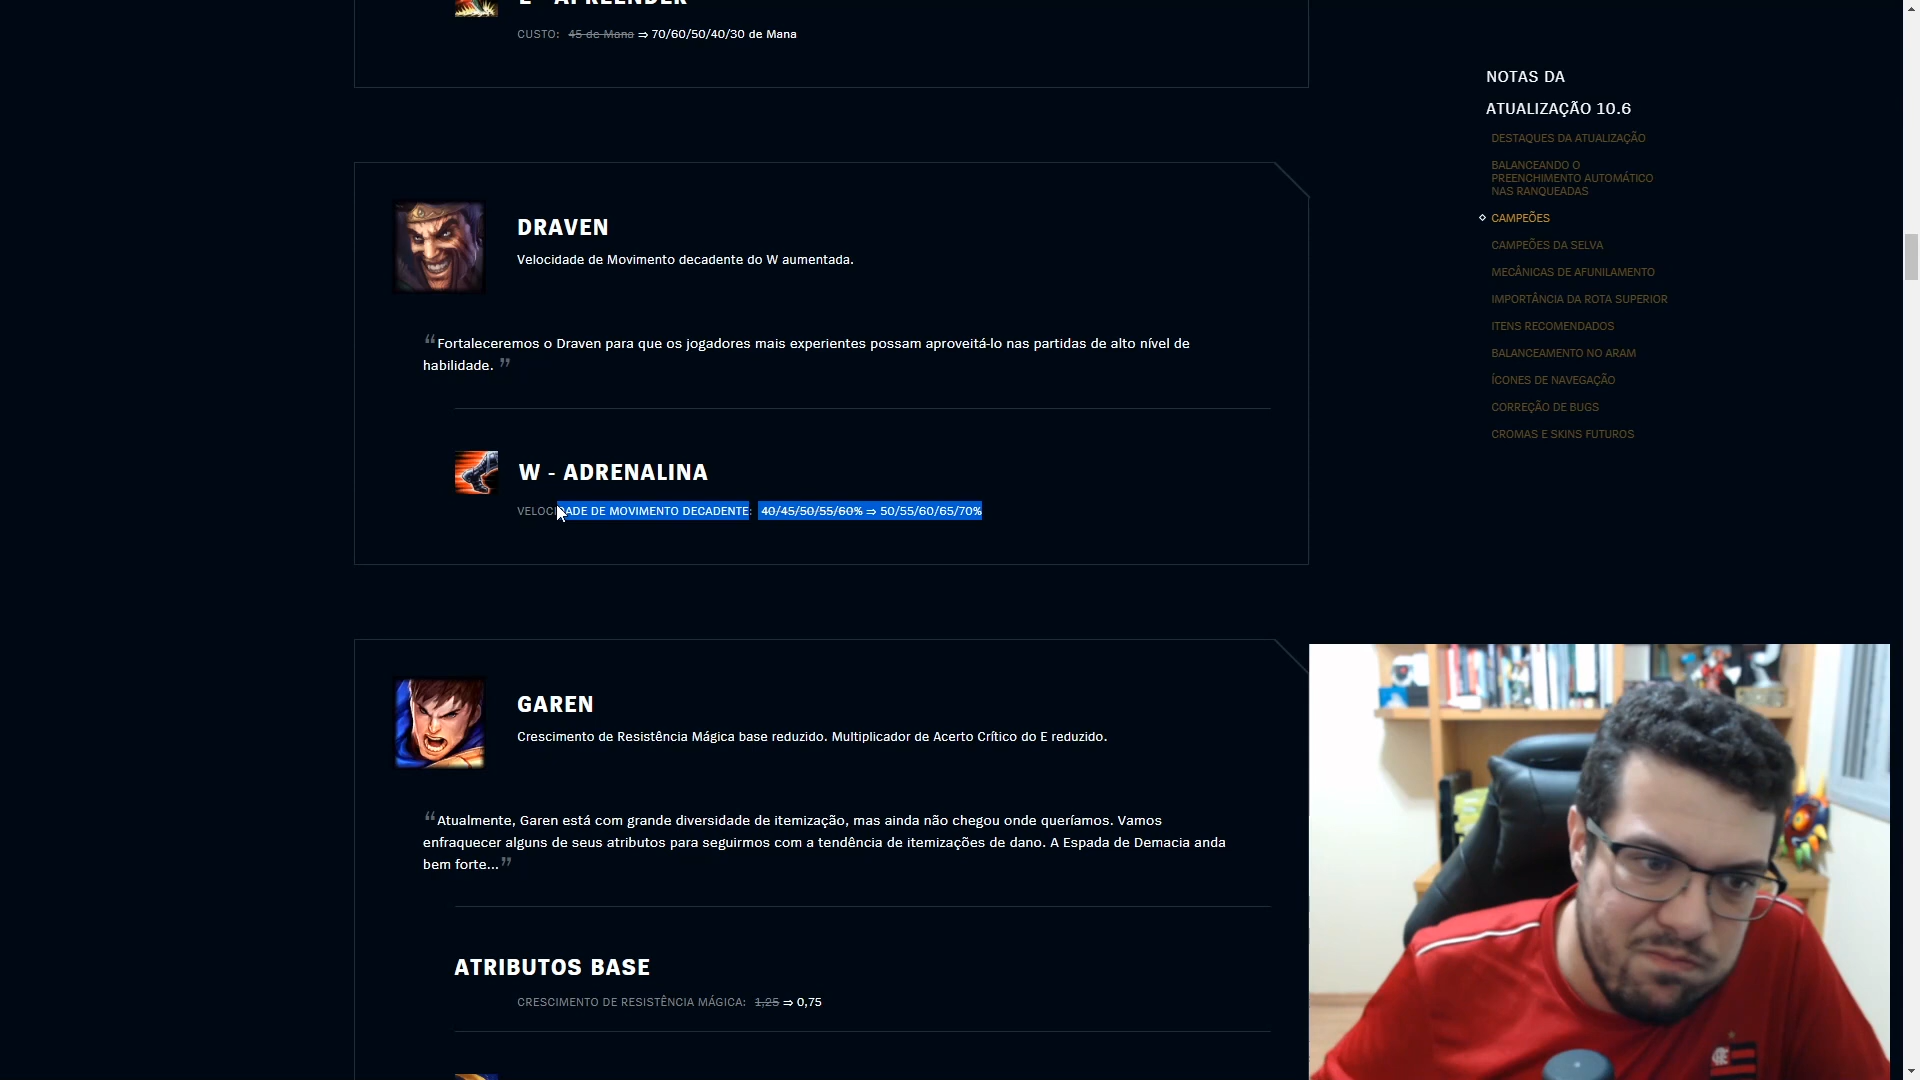 E - APREENDER
CUSTO: 45 de Mana ⇒ 70/60/50/40/30 de Mana
DRAVEN
Velocidade de Movimento decadente do W aumentada.
“Fortaleceremos o Draven para que os jogadores mais experientes possam aproveitá-lo nas partidas de alto nível de
habilidade. ”
W - ADRENALINA
VELOCIDADE DE MOVIMENTO DECADENTE: 40/45/50/55/60% ⇒ 50/55/60/65/70%
GAREN
Crescimento de Resistência Mágica base reduzido. Multiplicador de Acerto Crítico do E reduzido.
“Atualmente, Garen está com grande diversidade de itemização, mas ainda não chegou onde queríamos. Vamos
enfraquecer alguns de seus atributos para seguirmos com a tendência de itemizações de dano. A Espada de Demacia anda
bem forte...”
ATRIBUTOS BASE
CRESCIMENTO DE RESISTÊNCIA MÁGICA: 1,25 ⇒ 0,75
NOTAS DA
ATUALIZAÇÃO 10.6
DESTAQUES DA ATUALIZAÇÃO
BALANCEANDO O
PREENCHIMENTO AUTOMÁTICO
NAS RANQUEADAS
CAMPEÕES
CAMPEÕES DA SELVA
MECÂNICAS DE AFUNILAMENTO
IMPORTÂNCIA DA ROTA SUPERIOR
ITENS RECOMENDADOS
BALANCEAMENTO NO ARAM
ÍCONES DE NAVEGAÇÃO
CORREÇÃO DE BUGS
CROMAS E SKINS FUTUROS